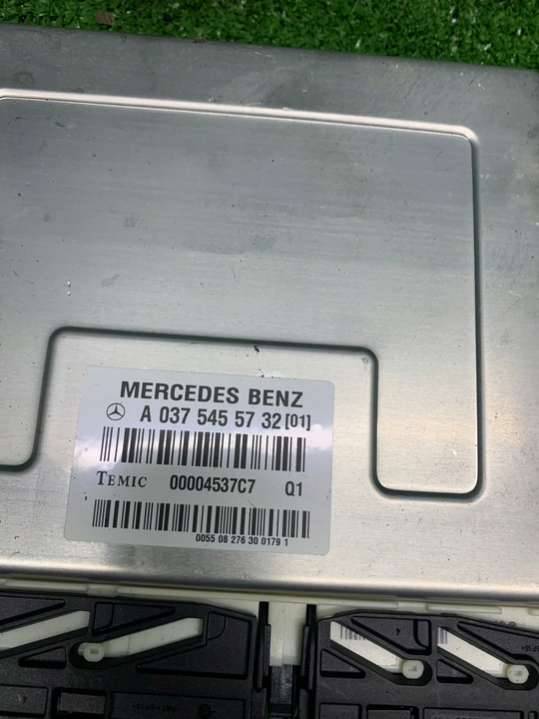 MERCEDES BENZ
A 037 545 57 32 [01]
TEMIC 00004537C7 Q1
0055 08 276 30 0179 1